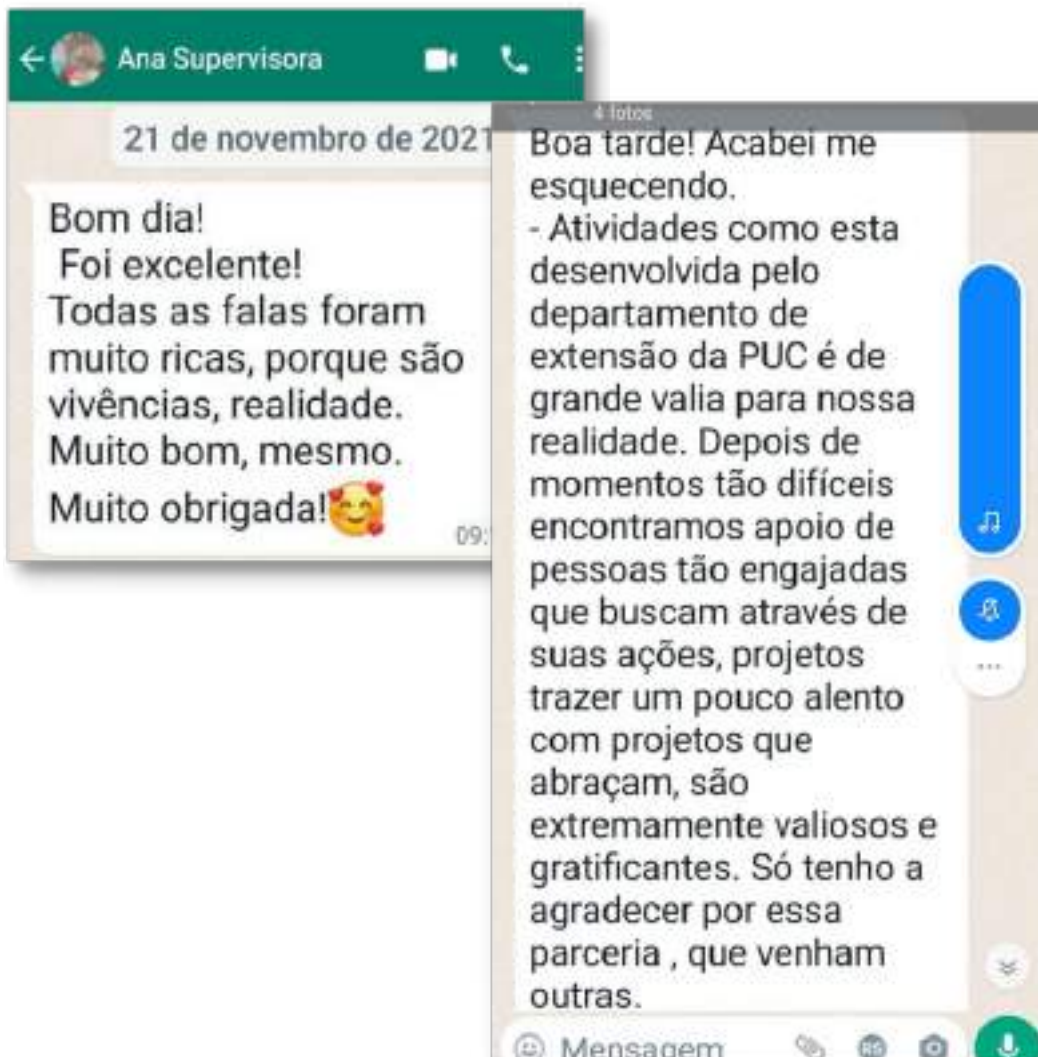 Ana Supervisora
21 de novembro de 2021
Bom dia!
Foi excelente!
Todas as falas foram
muito ricas, porque são
vivências, realidade.
Muito bom, mesmo.
Muito obrigada!
09:
4 fotos
Boa tarde! Acabei me
esquecendo.
- Atividades como esta
desenvolvida pelo
departamento de
extensão da PUC é de
grande valia para nossa
realidade. Depois de
momentos tão difíceis
encontramos apoio de
pessoas tão engajadas
que buscam através de
suas ações, projetos
trazer um pouco alento
com projetos que
abraçam, são
extremamente valiosos e
gratificantes. Só tenho a
agradecer por essa
parceria , que venham
outras.
Mensagem